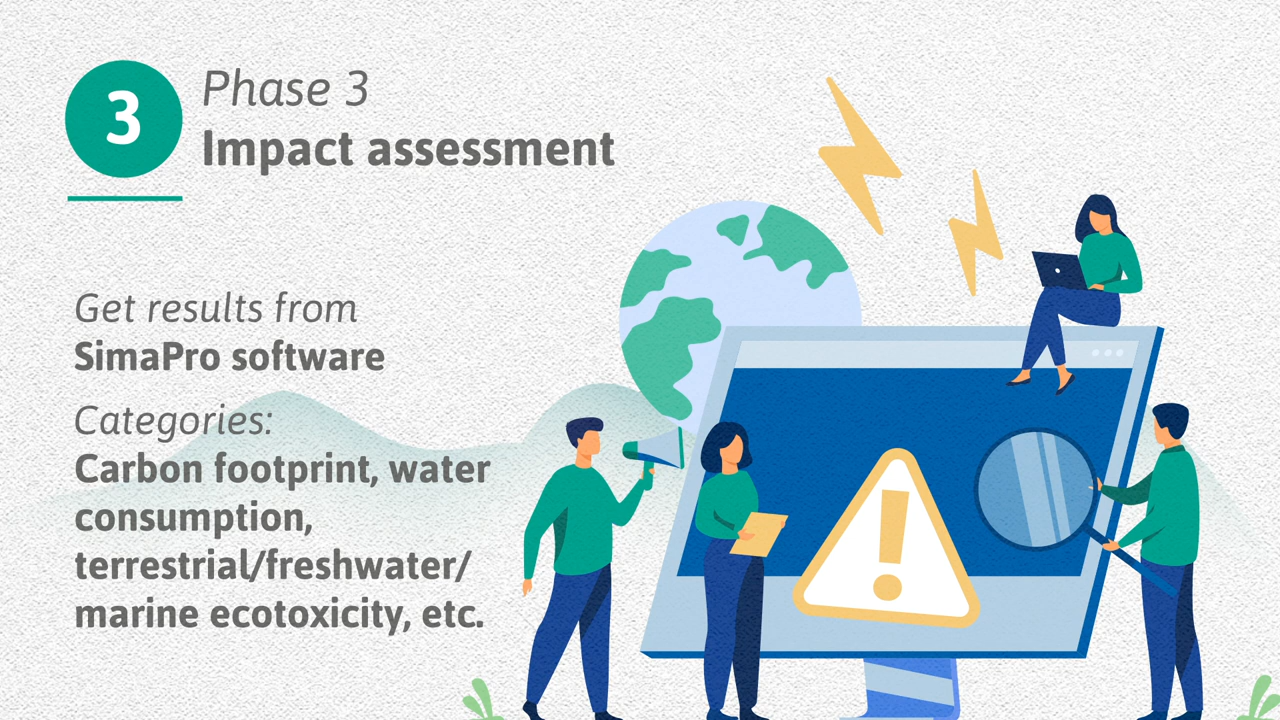 3
Phase 3
Impact assessment
Get results from
SimaPro software
Categories:
Carbon footprint, water
consumption,
terrestrial/freshwater/
marine ecotoxicity, etc.
!